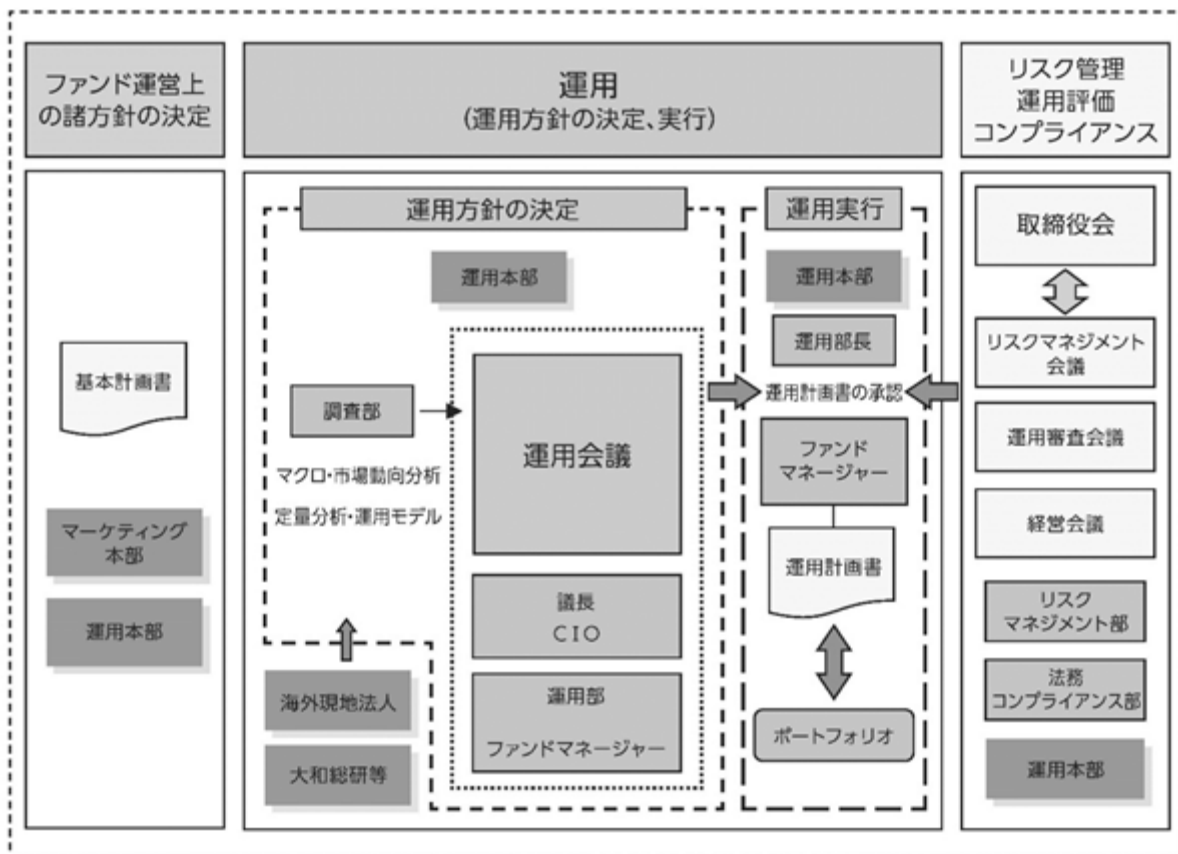 ファンド運営上
の諸方針の決定
運用
(運用方針の決定、実行)
リスク管理
運用評価
コンプライアンス
基本計画書
マーケティング
本部
運用本部
運用方針の決定
運用本部
調査部
マクロ・市場動向分析
定量分析・運用モデル
海外現地法人
大和総研等
運用会議
議長
CIO
運用部
ファンドマネージャー
運用実行
運用本部
運用部長
運用計画書の承認
ファンド
マネージャー
運用計画書
ポートフォリオ
取締役会
リスクマネジメント
会議
運用審査会議
経営会議
リスク
マネジメント部
法務
コンプライアンス部
運用本部